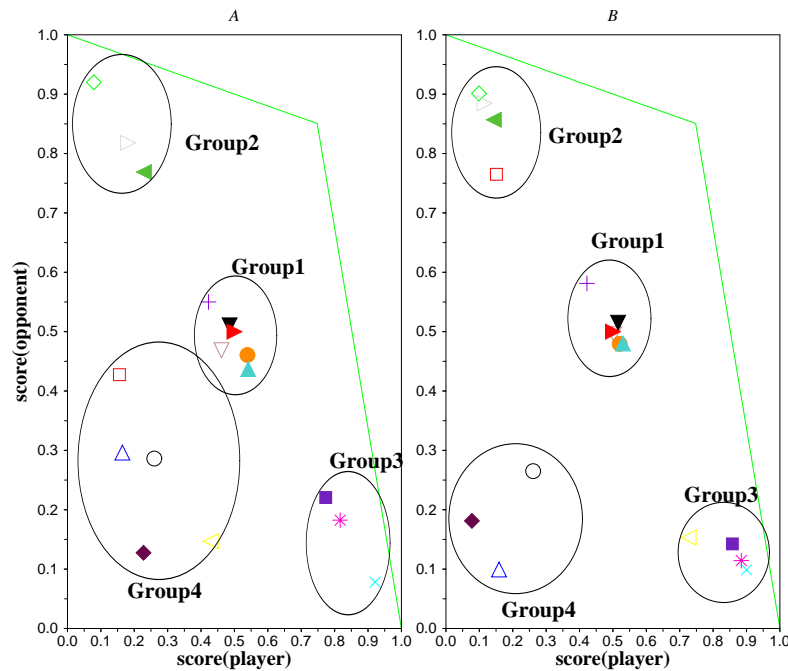 A B
1.0 1.0
0.9 0.9
Group2 Group2
0.8 0.8
0.7 0.7
Group1 Group1
0.6 0.6
0.5 0.5
score(opponent)
0.4 0.4
0.3 0.3
Group3 Group3
0.2 0.2
0.1 0.1
Group4 Group4
0.0 0.0
0.0 0.1 0.2 0.3 0.4 0.5 0.6 0.7 0.8 0.9 1.0 0.0 0.1 0.2 0.3 0.4 0.5 0.6 0.7 0.8 0.9 1.0
score(player) score(player)